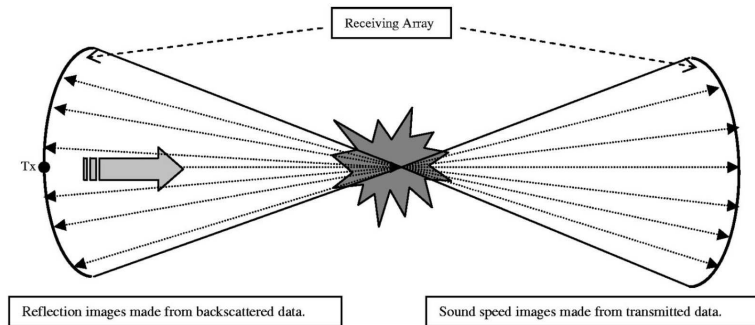 Receiving Array
Tx
Reflection images made from backscattered data.
Sound speed images made from transmitted data.